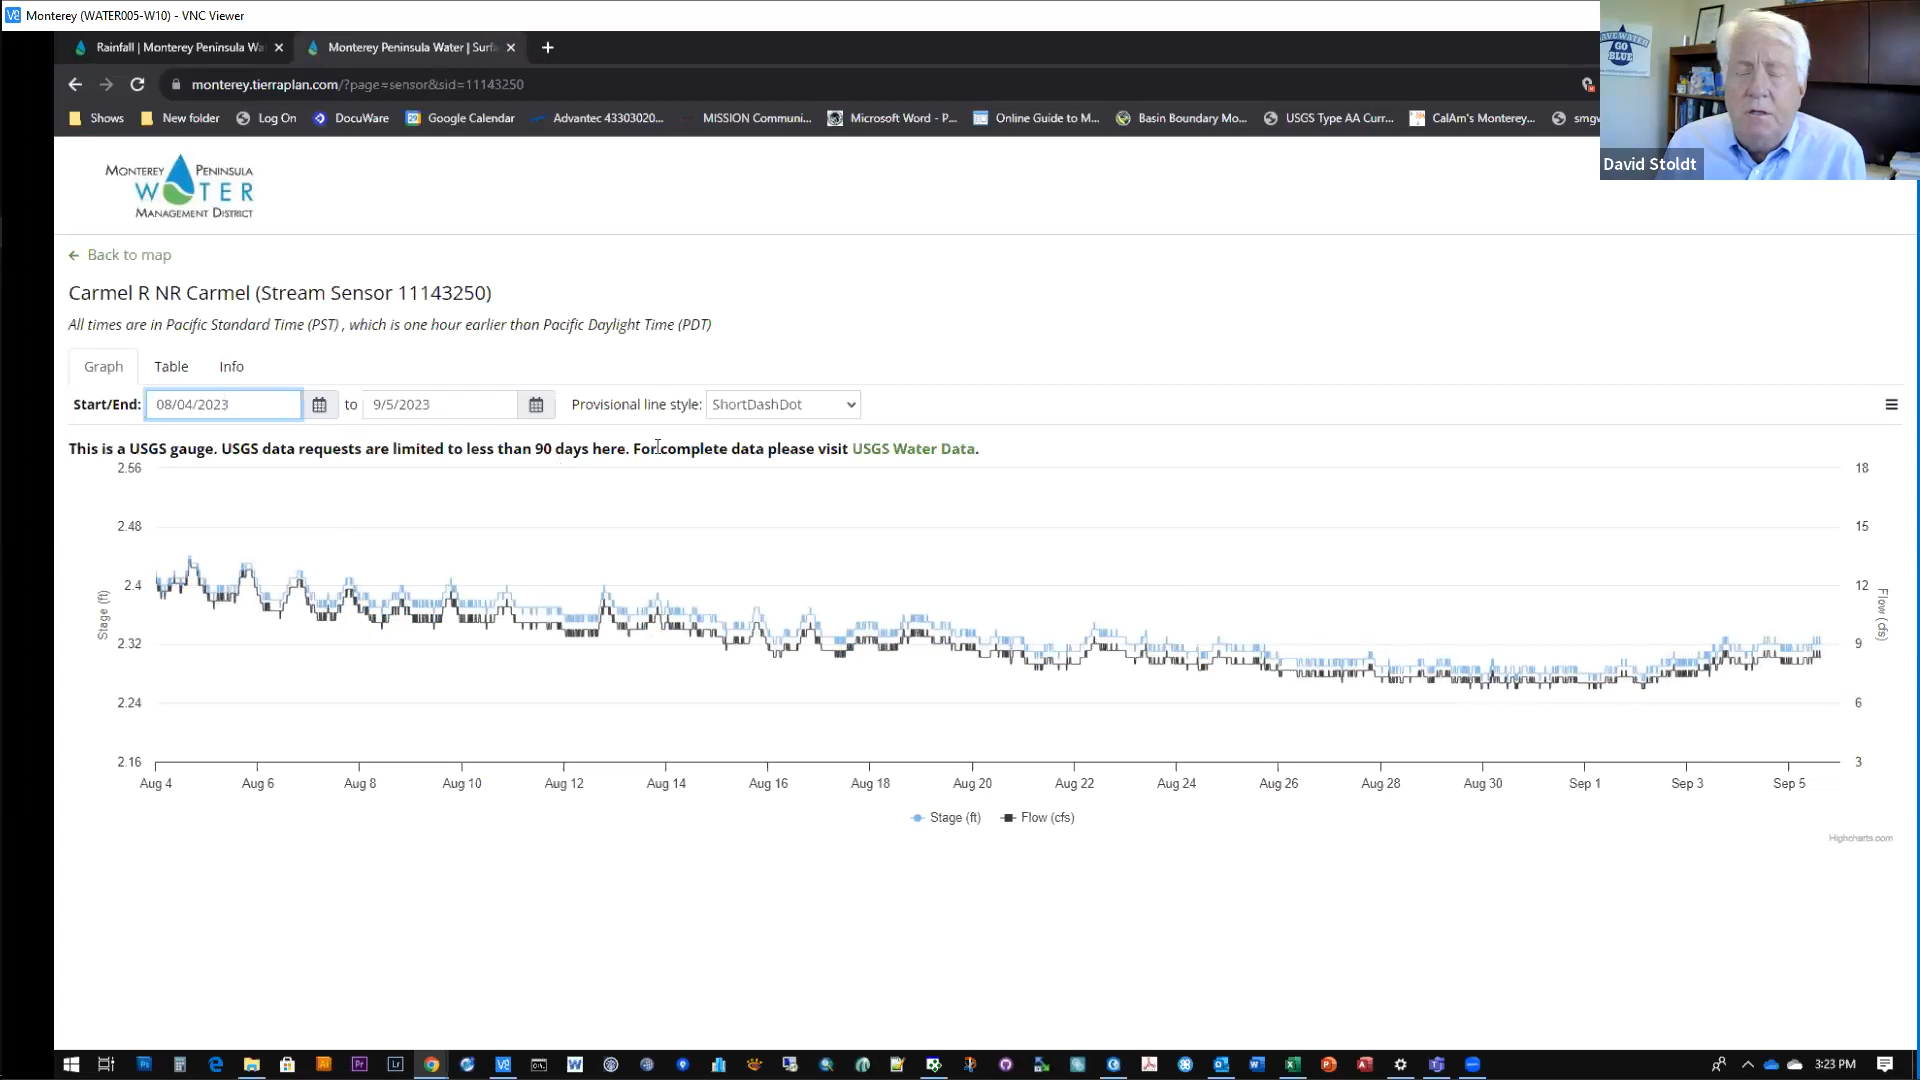 Monterey (WATER005-W10) - VNC Viewer
Rainfall | Monterey Peninsula Wa
Monterey Peninsula Water | Surfa
monterey.tierraplan.com/?page=sensor&sid=11143250
Shows
New folder
Log On
DocuWare
Google Calendar
Advantec 43303020...
MISSION Communi...
Microsoft Word - P...
Online Guide to M...
Basin Boundary Mo...
USGS Type AA Curr...
CalAm's Monterey...
smgw
SAVE WATER
GO
BLUE
David Stoldt
MONTEREY PENINSULA
WATER
MANAGEMENT DISTRICT
Back to map
Carmel R NR Carmel (Stream Sensor 11143250)
All times are in Pacific Standard Time (PST) , which is one hour earlier than Pacific Daylight Time (PDT)
Graph Table Info
Start/End: 08/04/2023 to 9/5/2023 Provisional line style: ShortDashDot
This is a USGS gauge. USGS data requests are limited to less than 90 days here. For complete data please visit USGS Water Data.
2.56
2.48
2.4
2.32
2.24
2.16
Stage (ft)
18
15
12
9
6
3
Flow (cfs)
Aug 4 Aug 6 Aug 8 Aug 10 Aug 12 Aug 14 Aug 16 Aug 18 Aug 20 Aug 22 Aug 24 Aug 26 Aug 28 Aug 30 Sep 1 Sep 3 Sep 5
Stage (ft) Flow (cfs)
Highcharts.com
3:23 PM